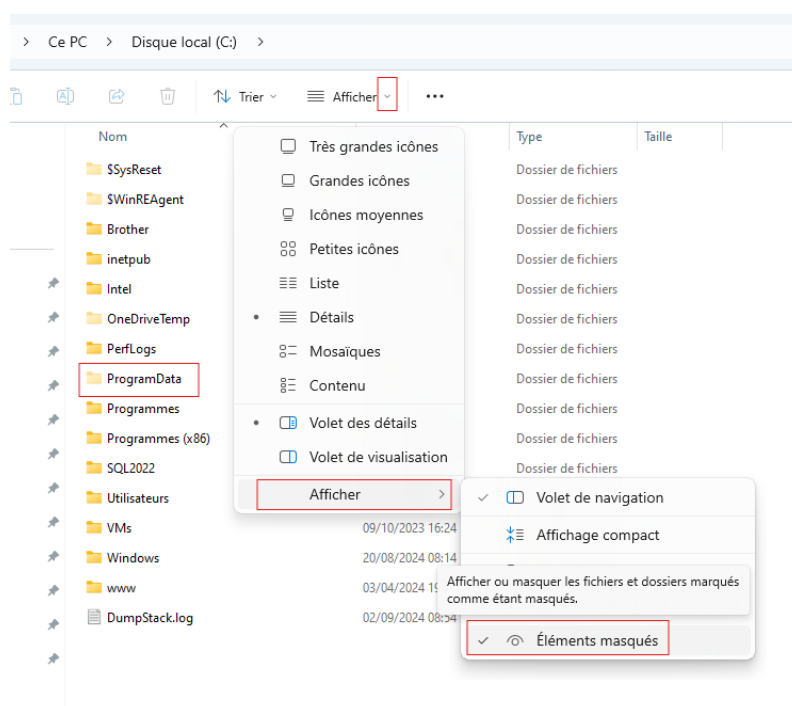 Ce PC > Disque local (C:) >
Trier
Afficher
Nom
Type
Taille
$SysReset
Dossier de fichiers
$WinREAgent
Dossier de fichiers
Brother
Dossier de fichiers
inetpub
Dossier de fichiers
Intel
Dossier de fichiers
OneDriveTemp
Dossier de fichiers
PerfLogs
Dossier de fichiers
ProgramData
Dossier de fichiers
Programmes
Dossier de fichiers
Programmes (x86)
Dossier de fichiers
SQL2022
Dossier de fichiers
Utilisateurs
VMs
09/10/2023 16:24
Windows
20/08/2024 08:14
www
03/04/2024
DumpStack.log
02/09/2024 08:54
Très grandes icônes
Grandes icônes
Icônes moyennes
Petites icônes
Liste
Détails
Mosaïques
Contenu
Volet des détails
Volet de visualisation
Afficher
Volet de navigation
Affichage compact
Afficher ou masquer les fichiers et dossiers marqués
comme étant masqués.
Éléments masqués